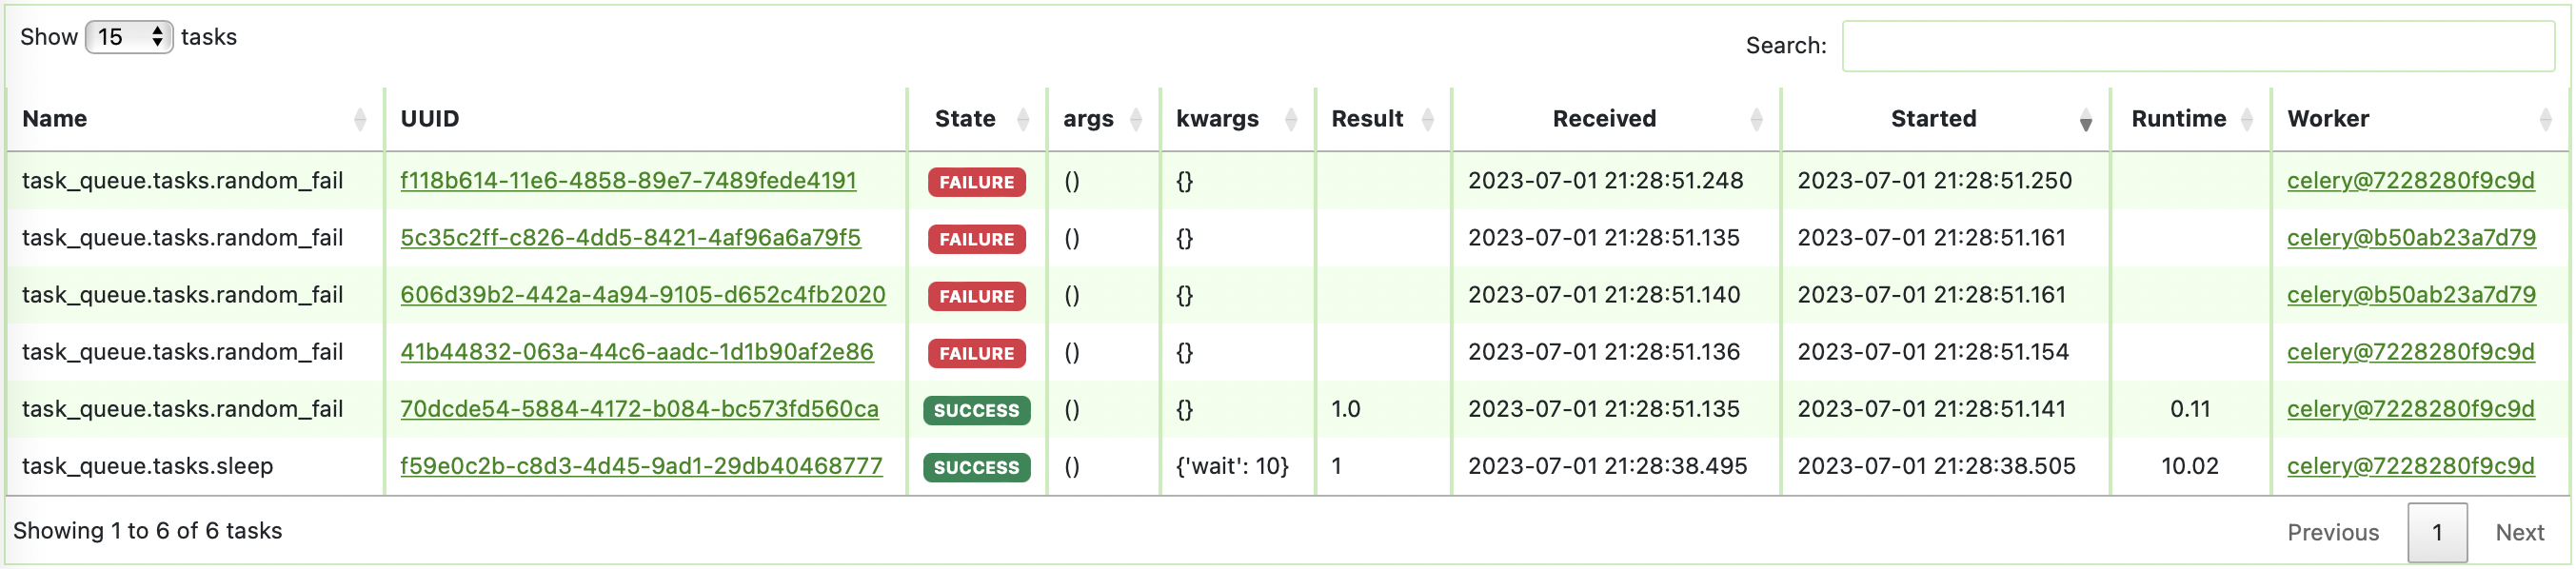 Show 15 tasks Search:
Name UUID State args kwargs Result Received Started Runtime Worker
task_queue.tasks.random_fail f118b614-11e6-4858-89e7-7489fede4191 FAILURE () {} 2023-07-01 21:28:51.248 2023-07-01 21:28:51.250 celery@7228280f9c9d
task_queue.tasks.random_fail 5c35c2ff-c826-4dd5-8421-4af96a6a79f5 FAILURE () {} 2023-07-01 21:28:51.135 2023-07-01 21:28:51.161 celery@b50ab23a7d79
task_queue.tasks.random_fail 606d39b2-442a-4a94-9105-d652c4fb2020 FAILURE () {} 2023-07-01 21:28:51.140 2023-07-01 21:28:51.161 celery@b50ab23a7d79
task_queue.tasks.random_fail 41b44832-063a-44c6-aadc-1d1b90af2e86 FAILURE () {} 2023-07-01 21:28:51.136 2023-07-01 21:28:51.154 celery@7228280f9c9d
task_queue.tasks.random_fail 70dcde54-5884-4172-b084-bc573fd560ca SUCCESS () {} 1.0 2023-07-01 21:28:51.135 2023-07-01 21:28:51.141 0.11 celery@7228280f9c9d
task_queue.tasks.sleep f59e0c2b-c8d3-4d45-9ad1-29db40468777 SUCCESS () {'wait': 10} 1 2023-07-01 21:28:38.495 2023-07-01 21:28:38.505 10.02 celery@7228280f9c9d
Showing 1 to 6 of 6 tasks Previous 1 Next